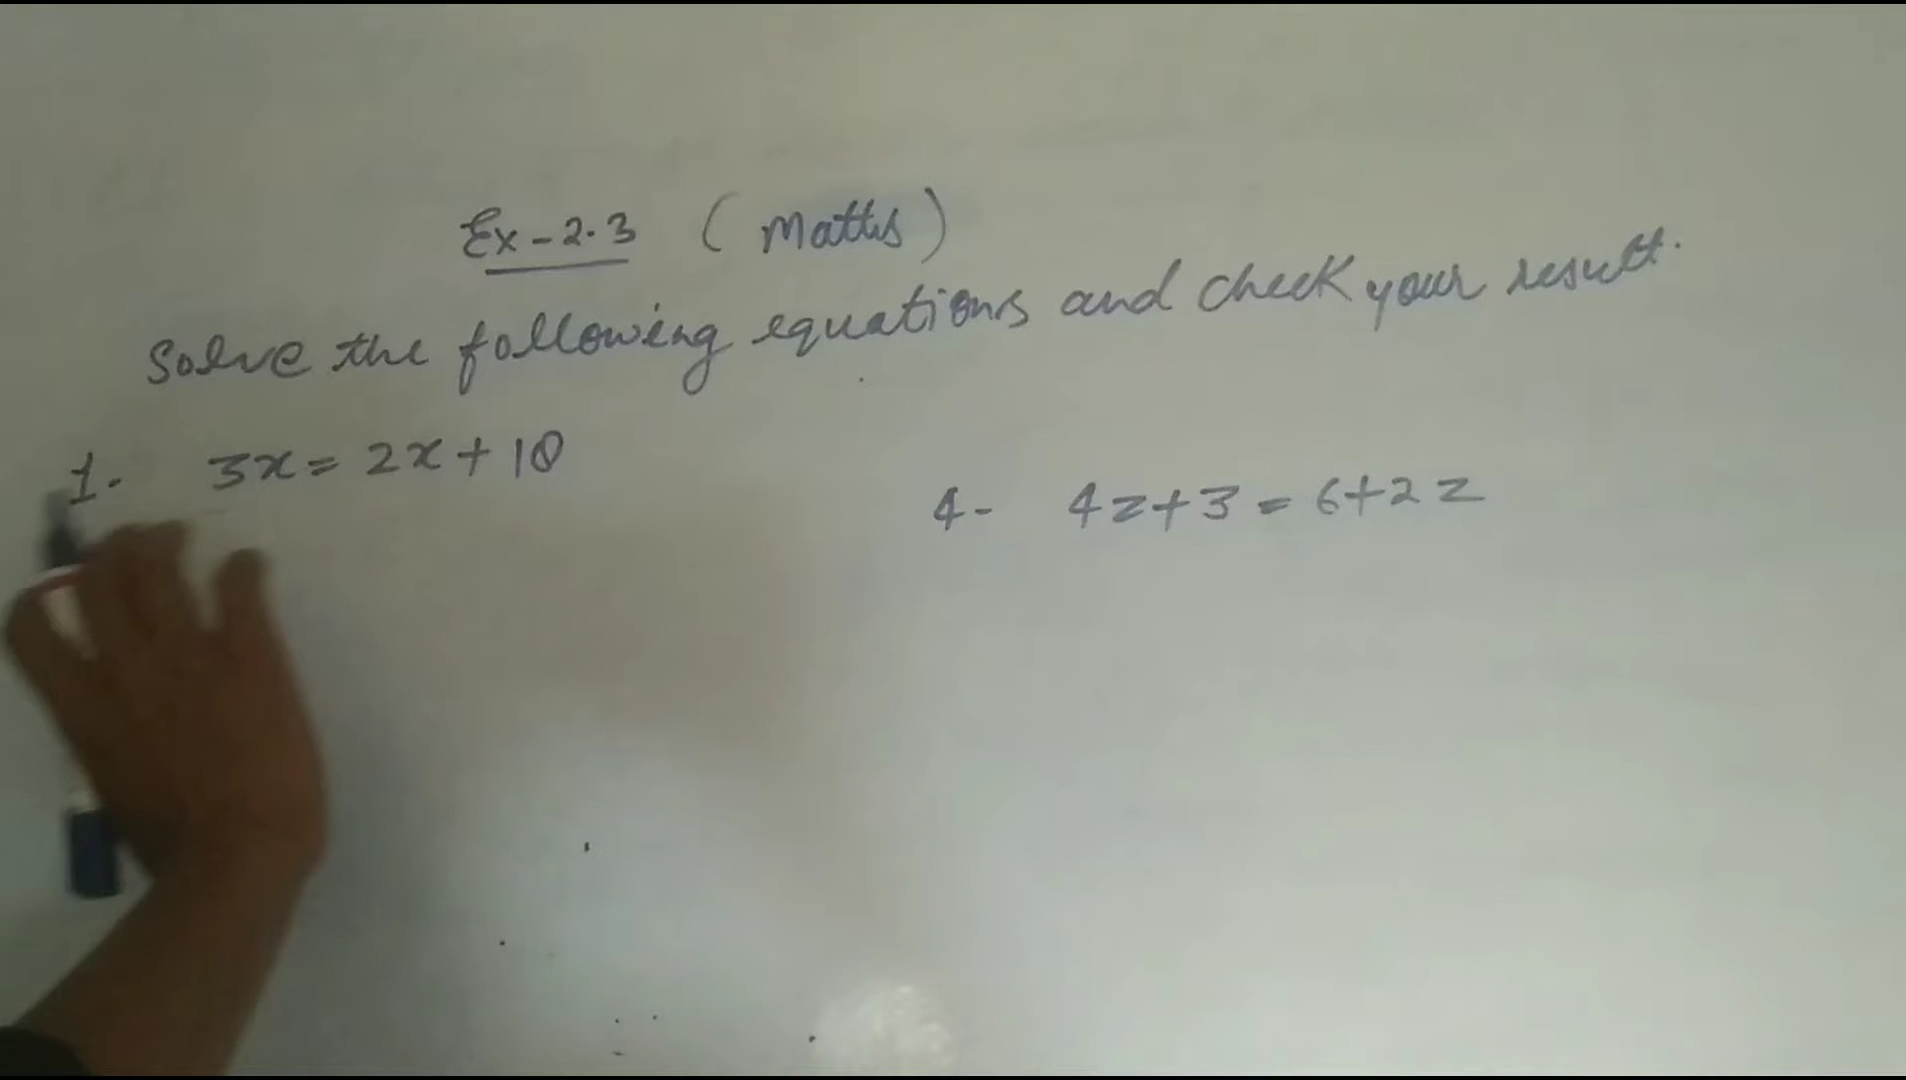 Ex-2.3 (Maths)
Solve the following equations and check your result.
1. 3x = 2x + 18
4- 4z+3 = 6+2z